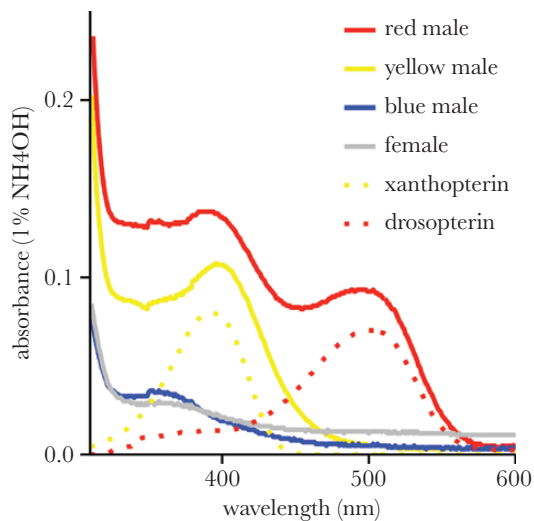 red male
yellow male
blue male
female
xanthopterin
drosopterin
absorbance (1% NH4OH)
0.2
0.1
0.0
400
500
600
wavelength (nm)